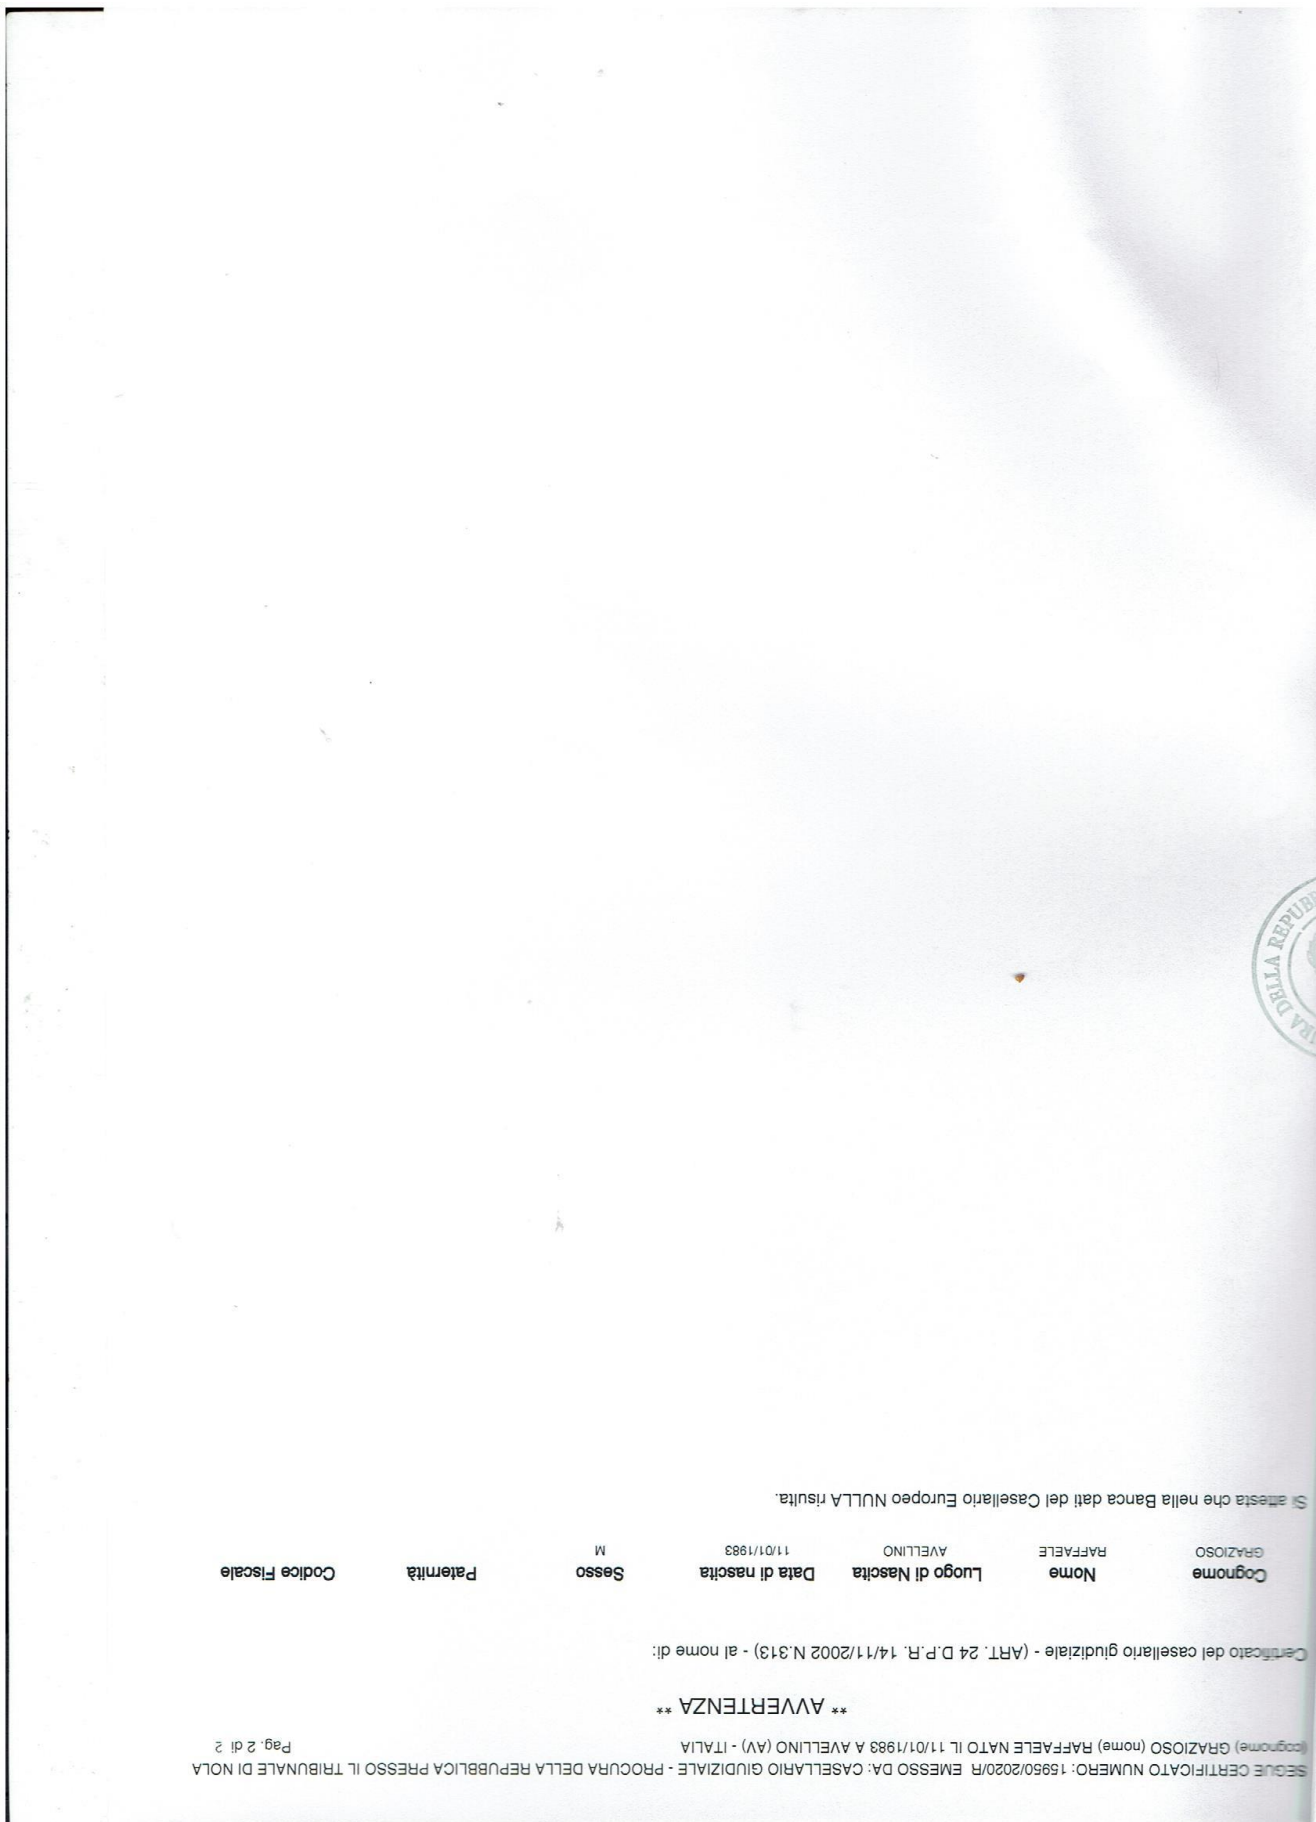 SEGUE CERTIFICATO NUMERO: 15950/2020/R EMESSO DA: CASELLARIO GIUDIZIALE - PROCURA DELLA REPUBBLICA PRESSO IL TRIBUNALE DI NOLA
(cognome) GRAZIOSO (nome) RAFFAELE NATO IL 11/01/1983 A AVELLINO (AV) - ITALIA Pag. 2 di 2
** AVVERTENZA **
Certificato del casellario giudiziale - (ART. 24 D.P.R. 14/11/2002 N.313) - al nome di:
Cognome Nome Luogo di Nascita Data di nascita Sesso Paternità Codice Fiscale
GRAZIOSO RAFFAELE AVELLINO 11/01/1983 M
Si attesta che nella Banca dati del Casellario Europeo NULLA risulta.
DELLA